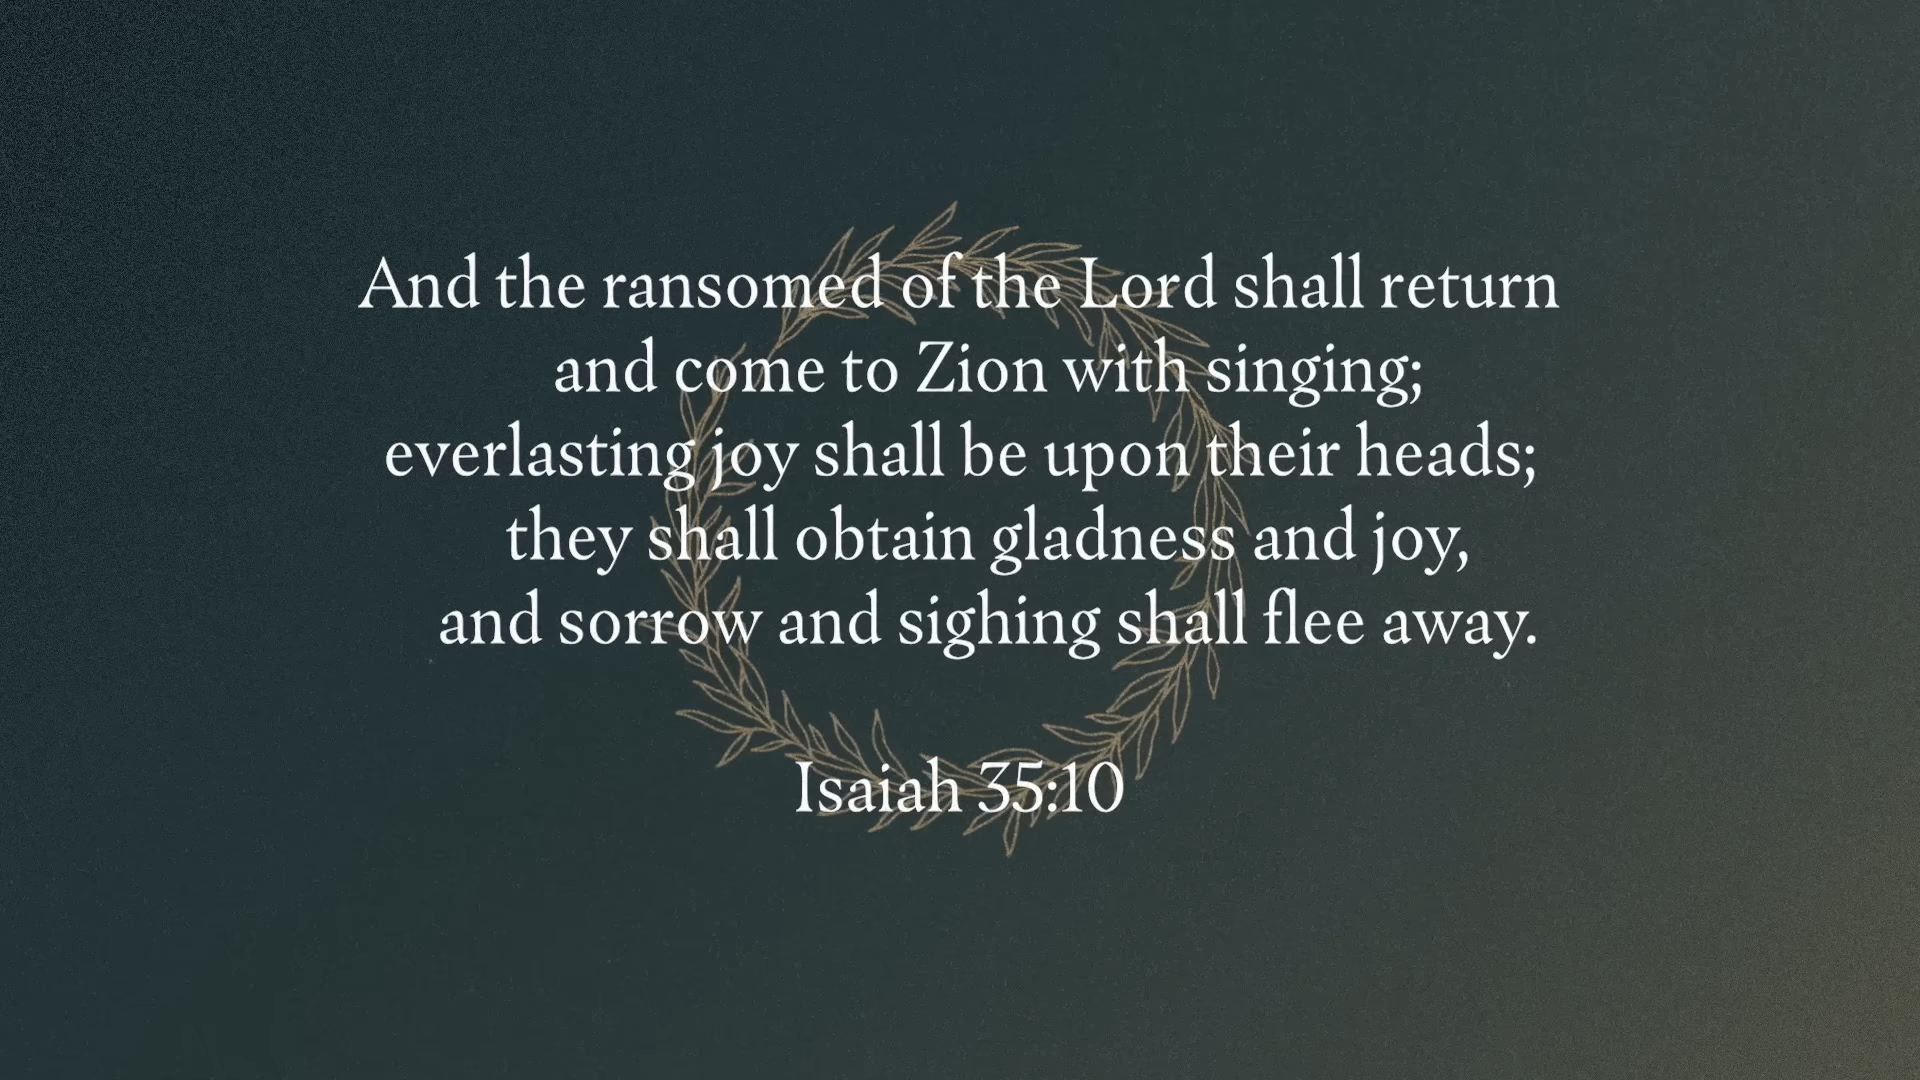 And the ransomed of the Lord shall return
and come to Zion with singing;
everlasting joy shall be upon their heads;
they shall obtain gladness and joy,
and sorrow and sighing shall flee away.
Isaiah 35:10